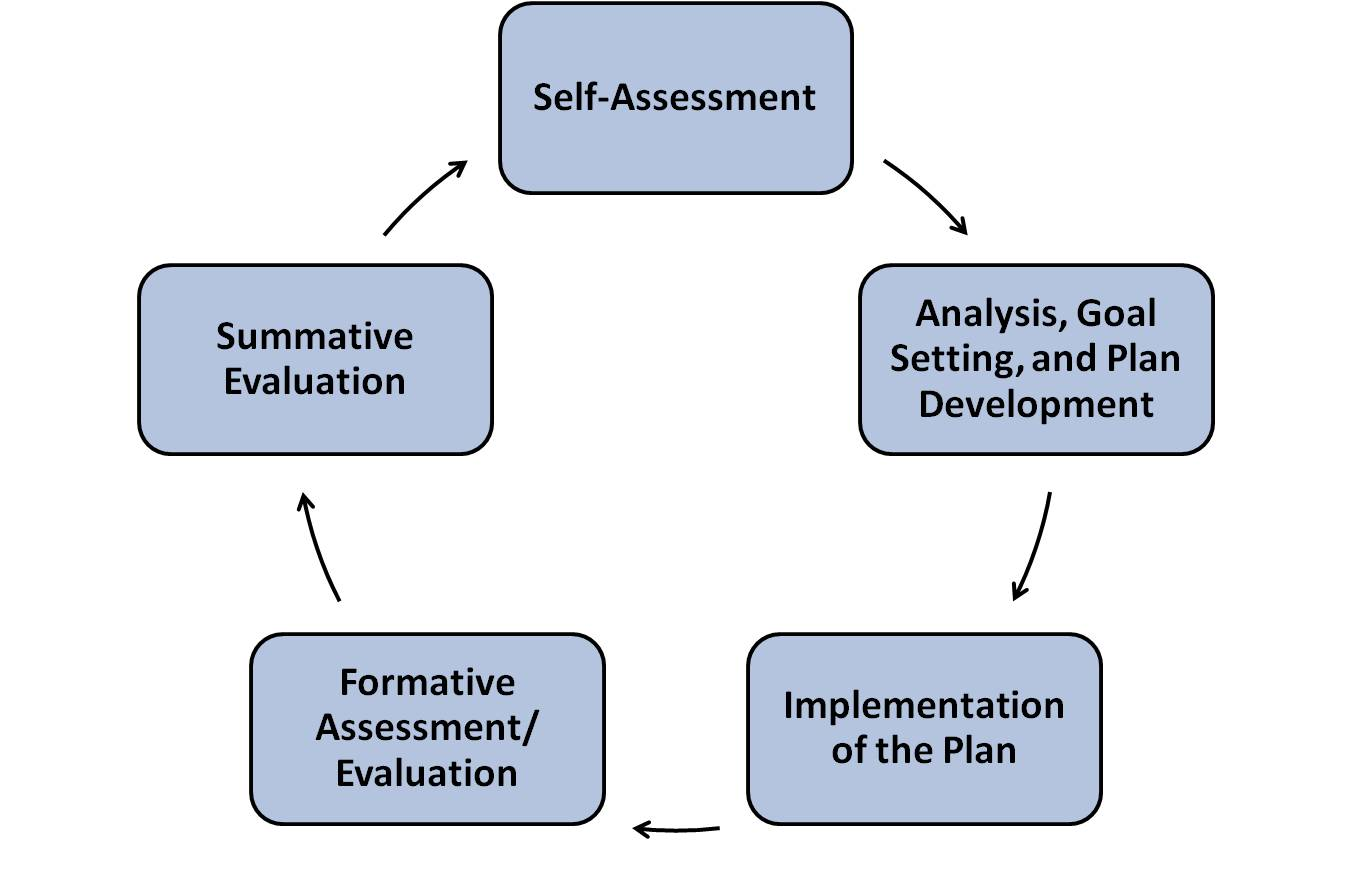 Self-Assessment
Analysis, Goal
Setting, and Plan
Development
Implementation
of the Plan
Formative
Assessment/
Evaluation
Summative
Evaluation